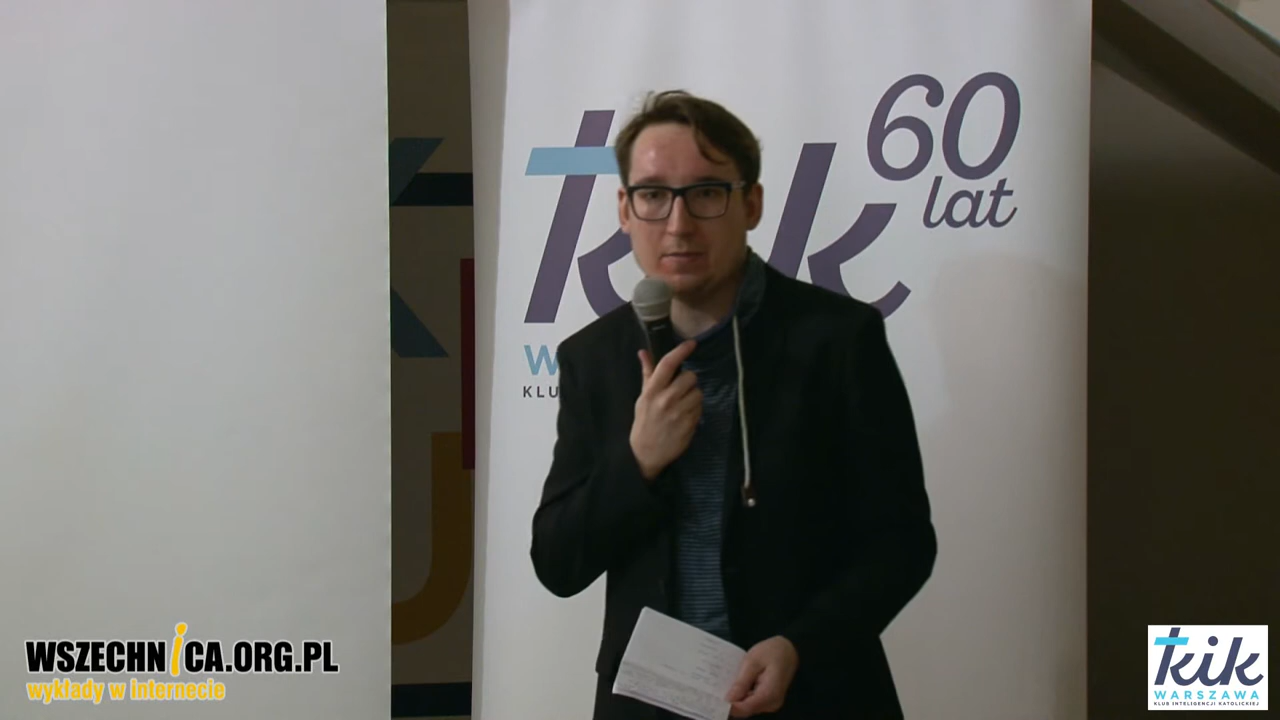 kik
60
lat
W
KLU
WSZECHNICA.ORG.PL
wykłady w internecie
kik
WARSZAWA
KLUB INTELIGENCJI KATOLICKIEJ